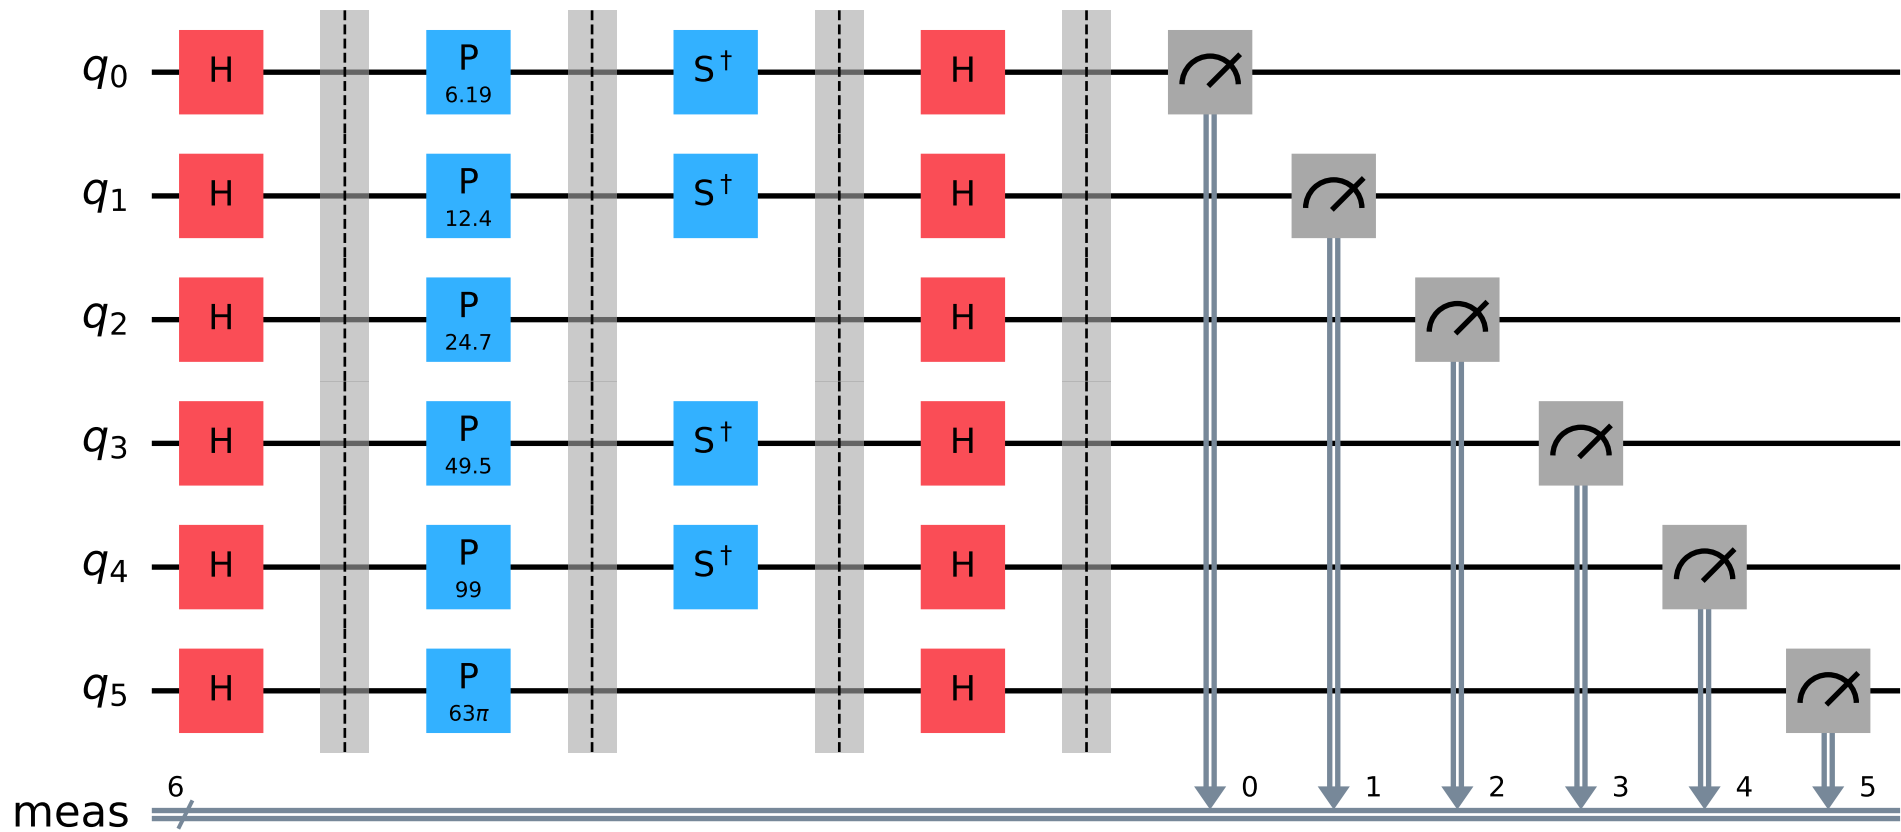 q0 H P 6.19 S† H
q1 H P 12.4 S† H
q2 H P 24.7 H
q3 H P 49.5 S† H
q4 H P 99 S† H
q5 H P 63π H
6 0 1 2 3 4 5
meas